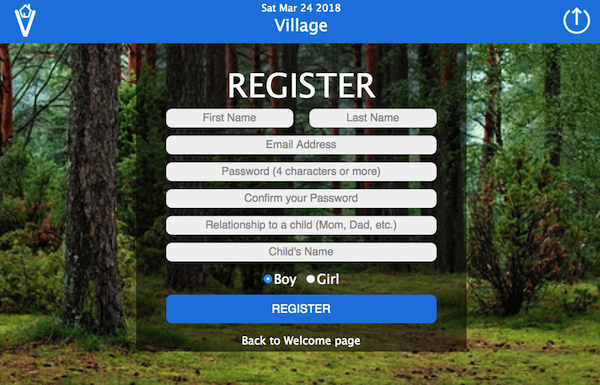 Sat Mar 24 2018
Village
REGISTER
First Name Last Name
Email Address
Password (4 characters or more)
Confirm your Password
Relationship to a child (Mom, Dad, etc.)
Child's Name
Boy Girl
REGISTER
Back to Welcome page